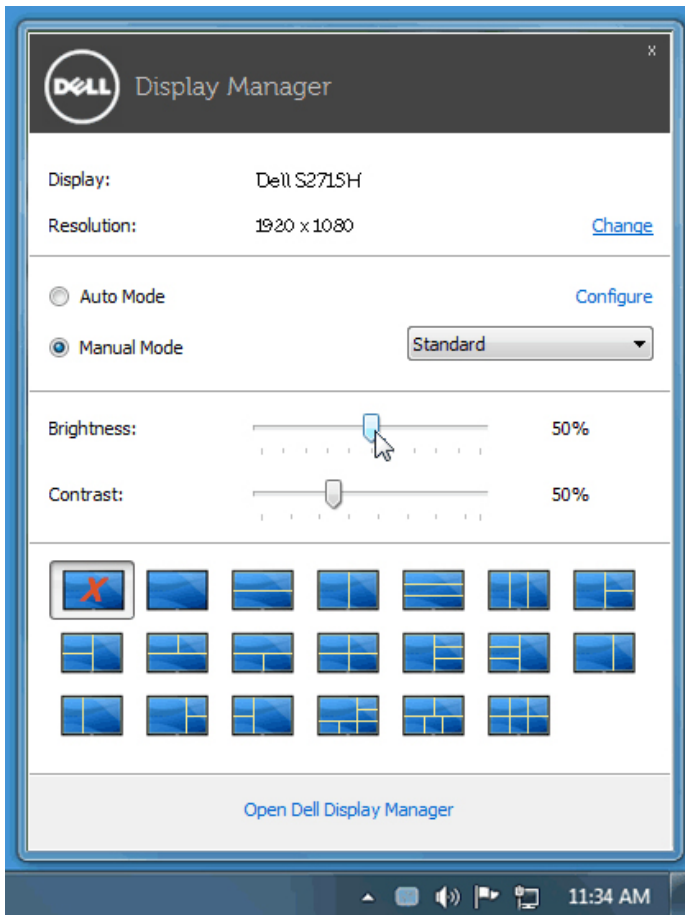 x
DELL Display Manager
Display: Dell S2715H
Resolution: 1920 x 1080 Change
Auto Mode Configure
Manual Mode Standard
Brightness: 50%
Contrast: 50%
Open Dell Display Manager
11:34 AM